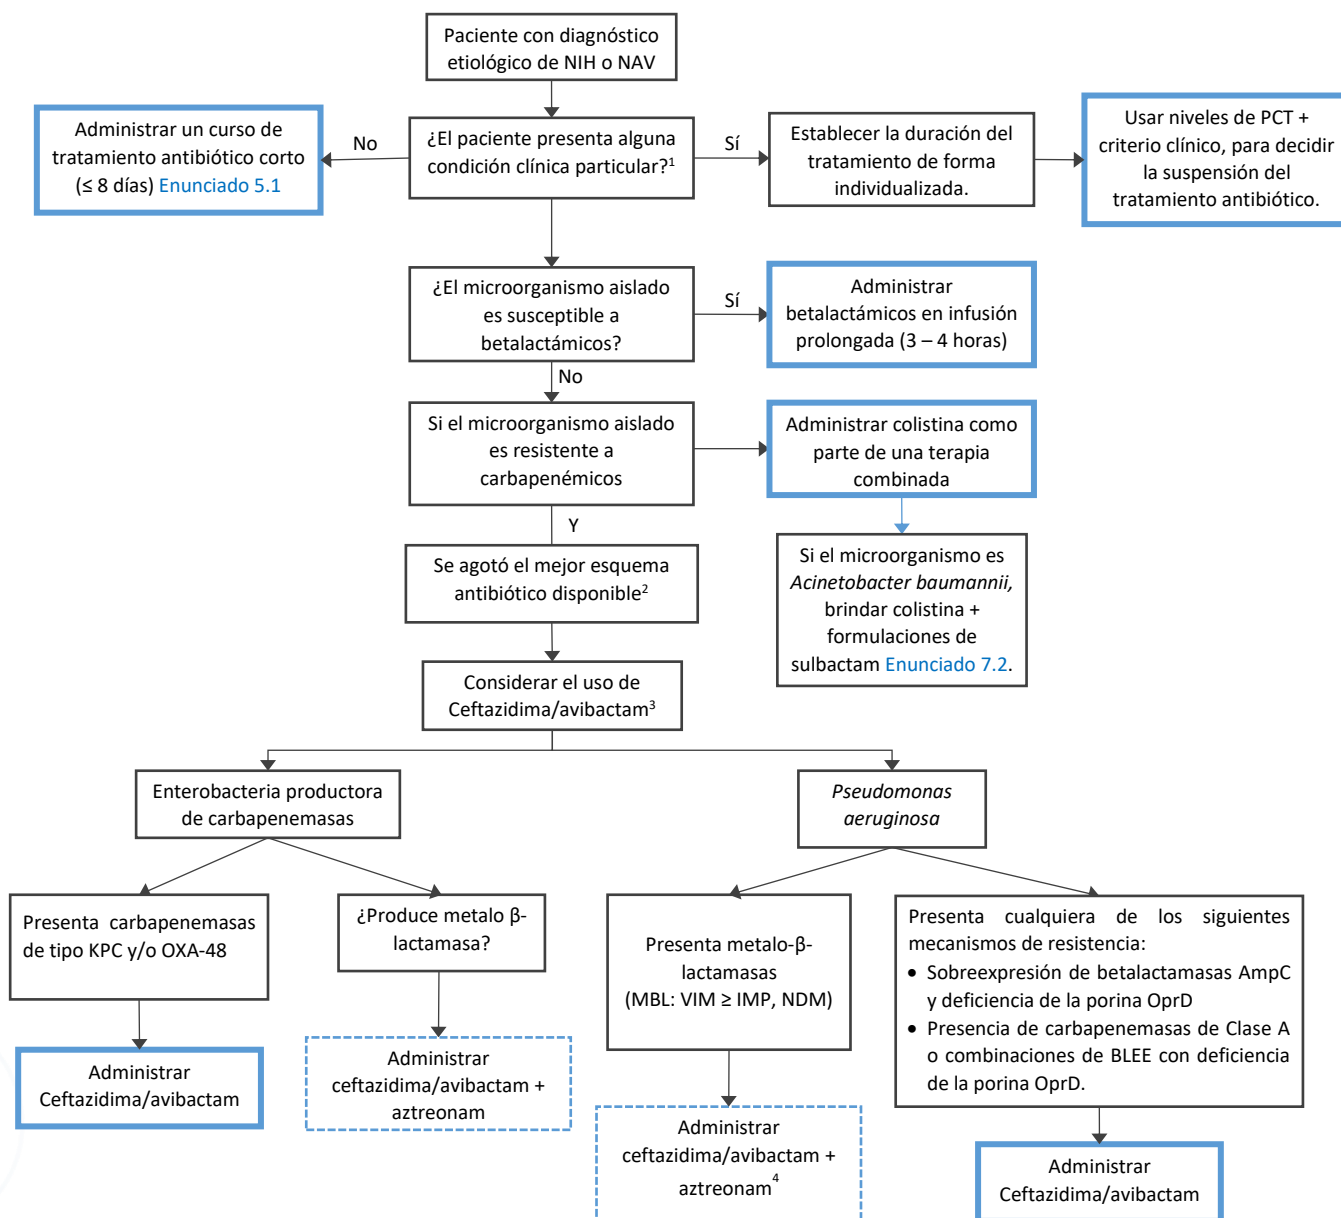 Paciente con diagnóstico
etiológico de NIH o NAV
Administrar un curso de
tratamiento antibiótico corto
(≤ 8 días) Enunciado 5.1
No
¿El paciente presenta alguna
condición clínica particular?¹
Sí
Establecer la duración del
tratamiento de forma
individualizada.
Usar niveles de PCT +
criterio clínico, para decidir
la suspensión del
tratamiento antibiótico.
¿El microorganismo aislado
es susceptible a
betalactámicos?
Sí
Administrar
betalactámicos en infusión
prolongada (3 – 4 horas)
No
Si el microorganismo aislado
es resistente a
carbapenémicos
Administrar colistina como
parte de una terapia
combinada
Y
Se agotó el mejor esquema
antibiótico disponible²
Si el microorganismo es
Acinetobacter baumannii,
brindar colistina +
formulaciones de
sulbactam Enunciado 7.2.
Considerar el uso de
Ceftazidima/avibactam³
Enterobacteria productora
de carbapenemasas
Pseudomonas
aeruginosa
Presenta carbapenemasas
de tipo KPC y/o OXA-48
¿Produce metalo β-
lactamasa?
Presenta metalo-β-
lactamasas
(MBL: VIM ≥ IMP, NDM)
Presenta cualquiera de los siguientes
mecanismos de resistencia:
• Sobreexpresión de betalactamasas AmpC
y deficiencia de la porina OprD
• Presencia de carbapenemasas de Clase A
o combinaciones de BLEE con deficiencia
de la porina OprD.
Administrar
Ceftazidima/avibactam
Administrar
ceftazidima/avibactam +
aztreonam
Administrar
ceftazidima/avibactam +
aztreonam⁴
Administrar
Ceftazidima/avibactam